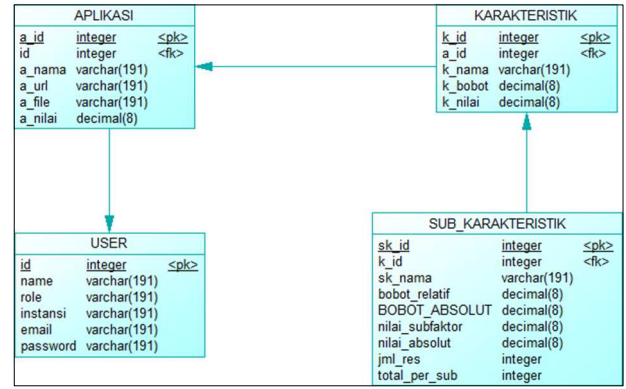 APLIKASI
a_id integer <pk>
id integer <fk>
a_nama varchar(191)
a_url varchar(191)
a_file varchar(191)
a_nilai decimal(8)
KARAKTERISTIK
k_id integer <pk>
a_id integer <fk>
k_nama varchar(191)
k_bobot decimal(8)
k_nilai decimal(8)
USER
id integer <pk>
name varchar(191)
role varchar(191)
instansi varchar(191)
email varchar(191)
password varchar(191)
SUB_KARAKTERISTIK
sk_id integer <pk>
k_id integer <fk>
sk_nama varchar(191)
bobot_relatif decimal(8)
BOBOT_ABSOLUT decimal(8)
nilai_subfaktor decimal(8)
nilai_absolut decimal(8)
jml_res integer
total_per_sub integer